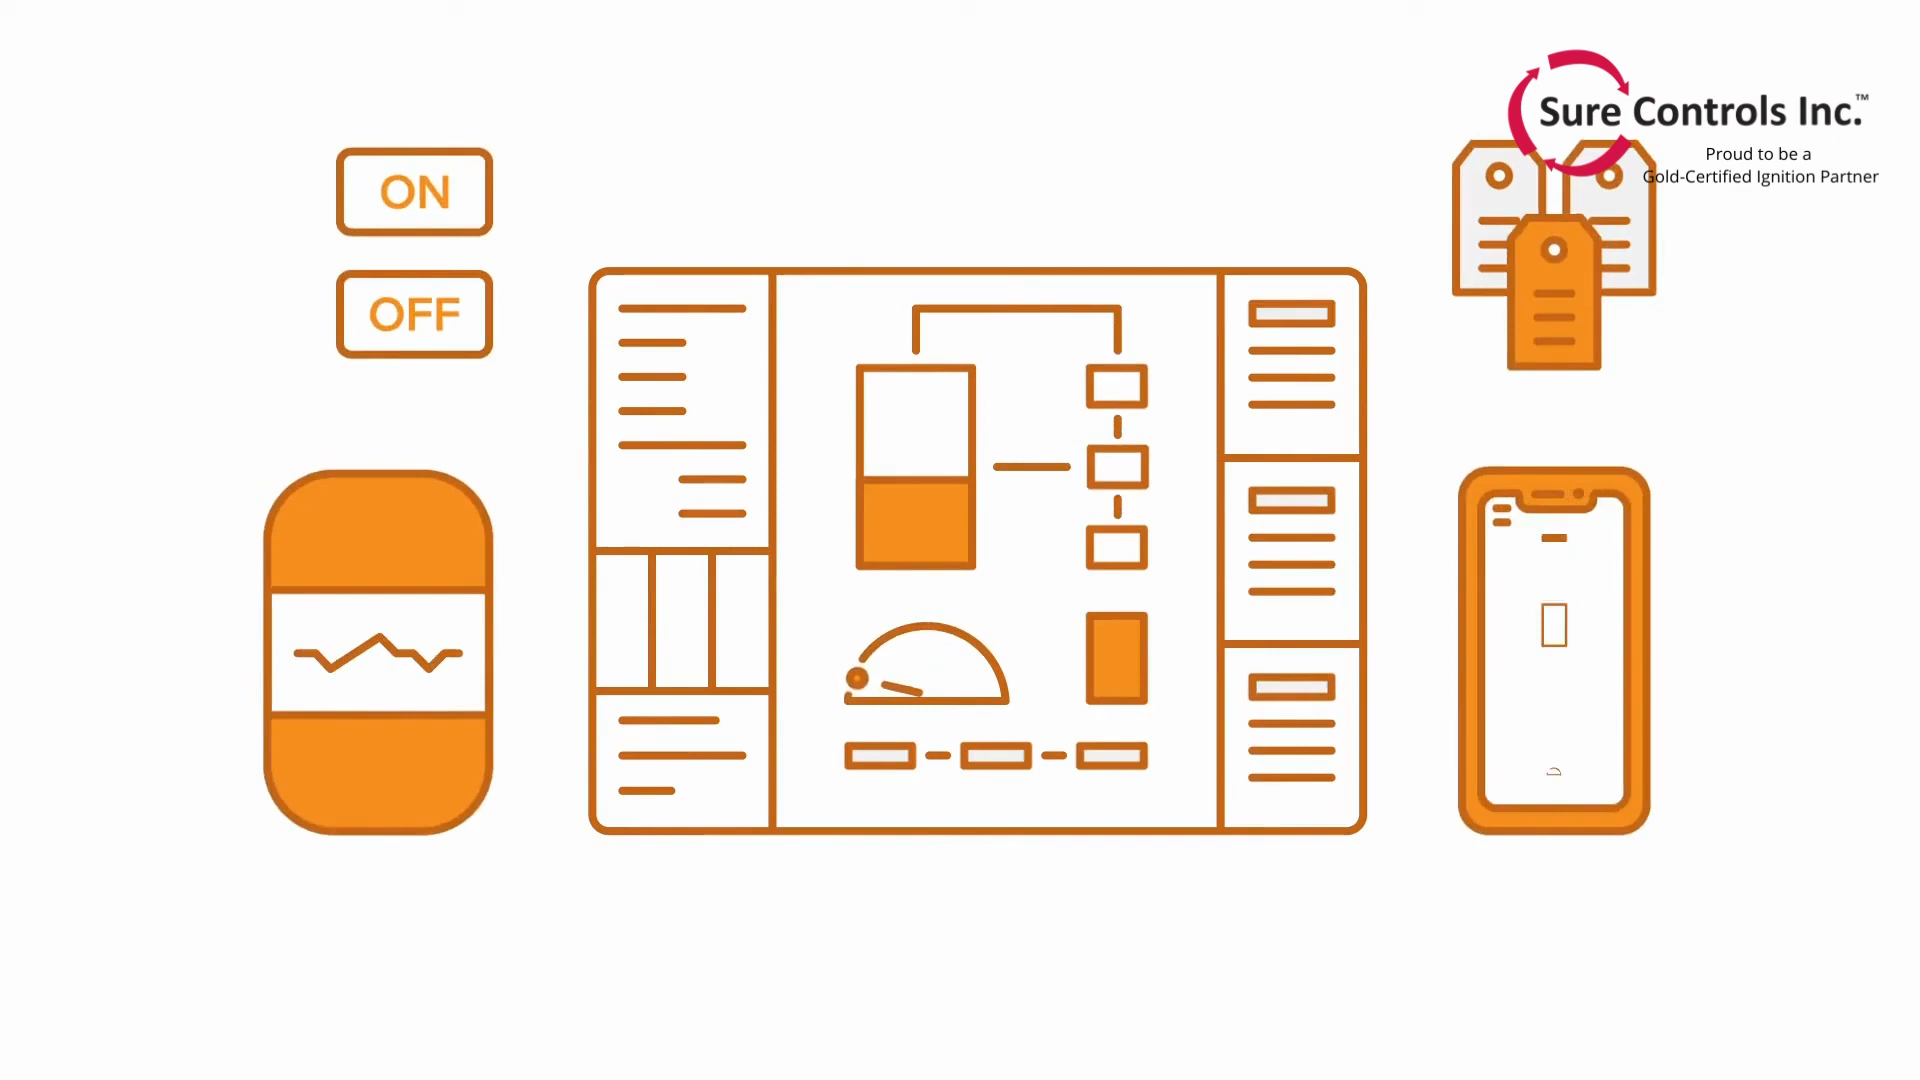 Sure Controls Inc.™
Proud to be a
Gold-Certified Ignition Partner
ON
OFF